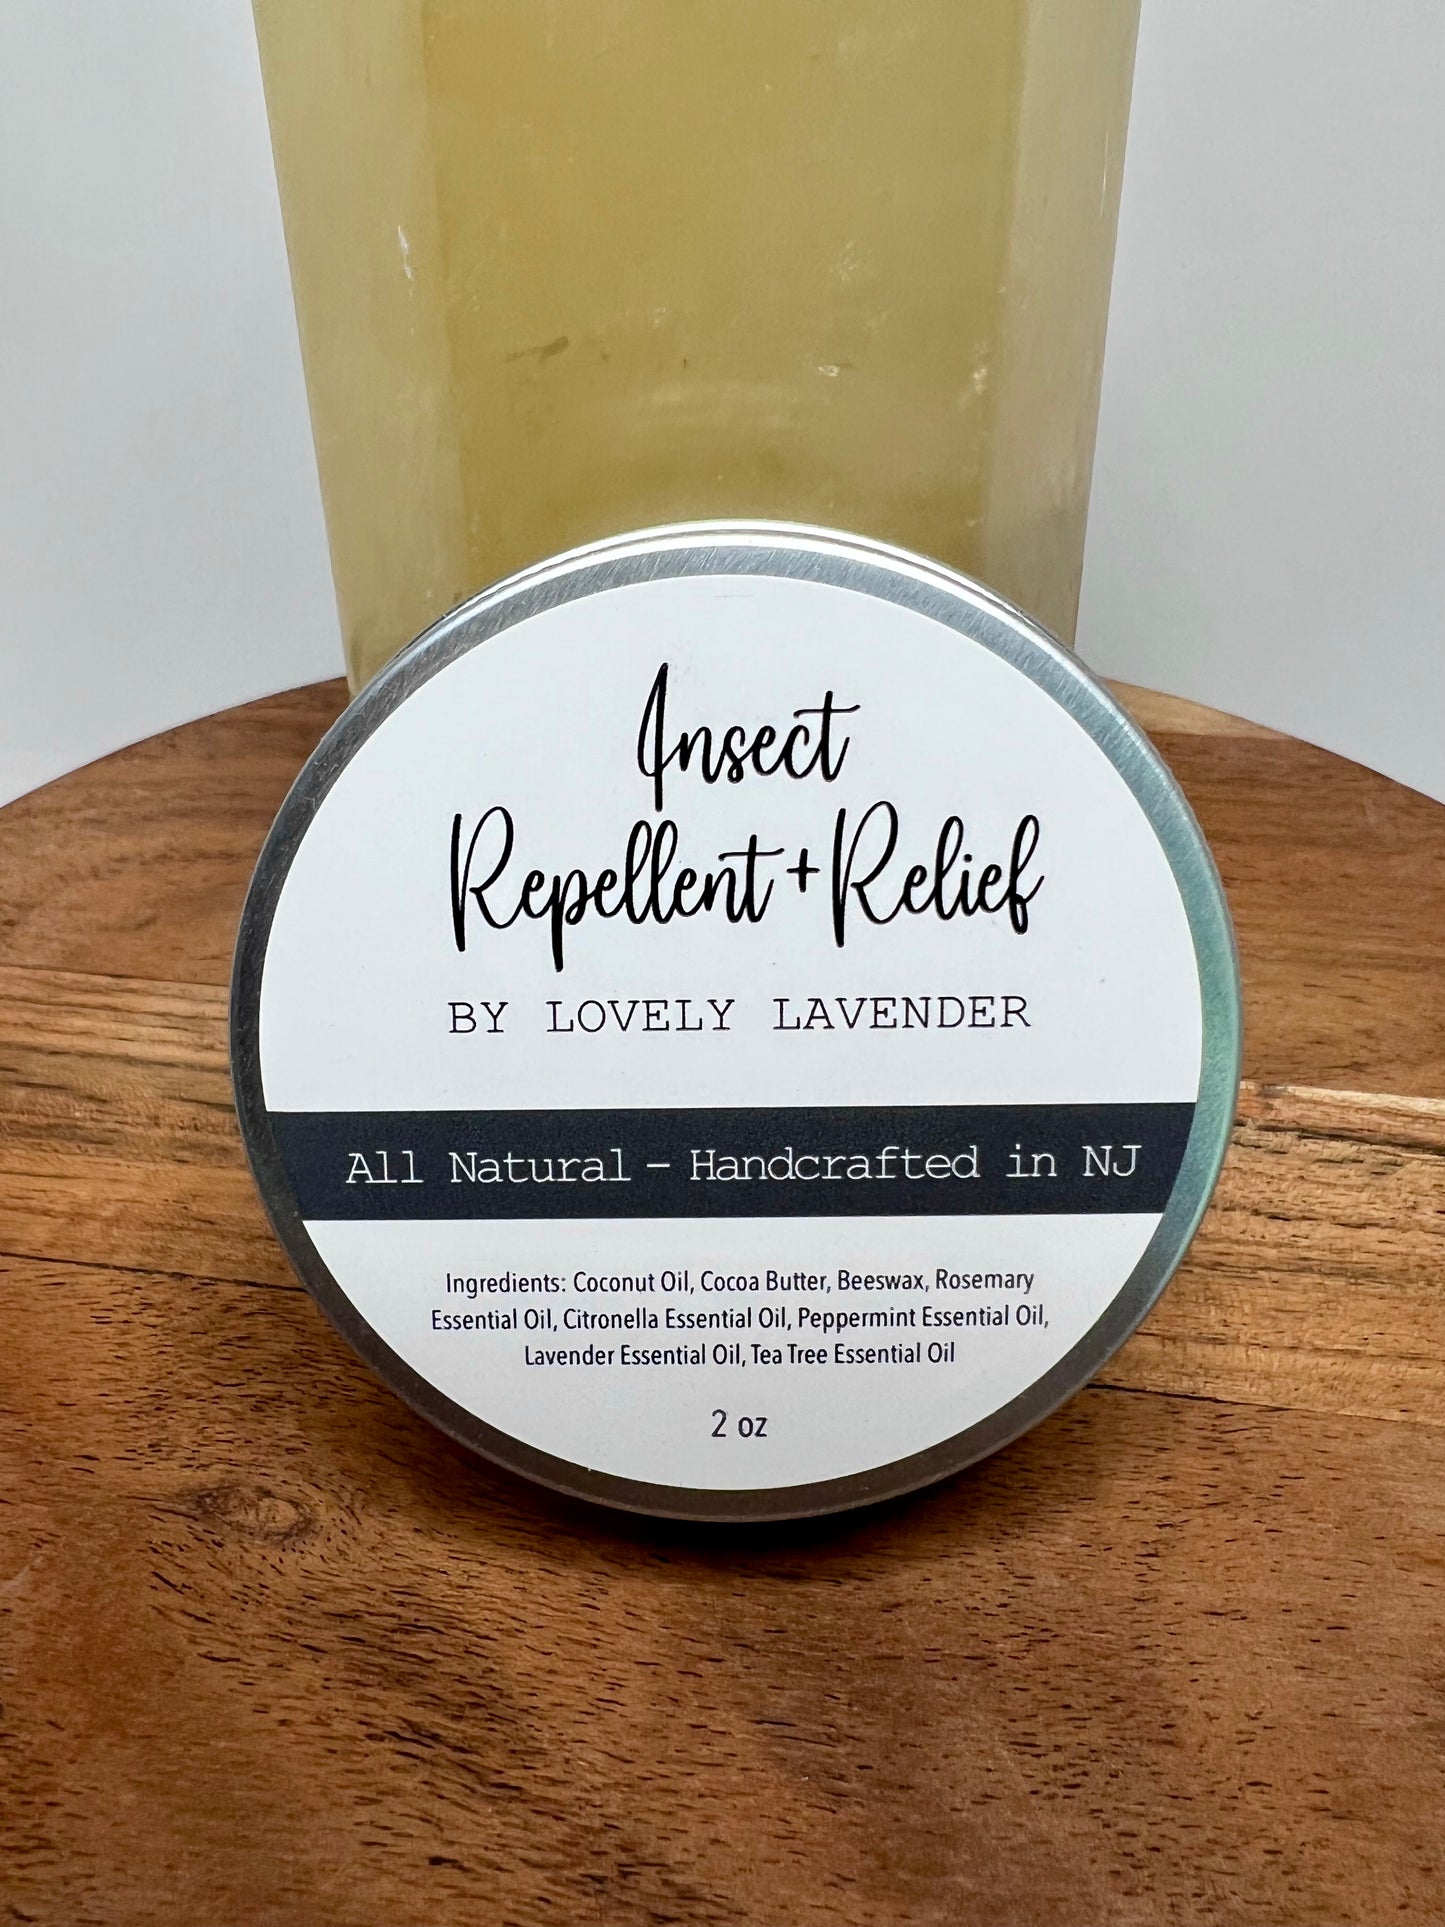 Insect
Repellent + Relief
BY LOVELY LAVENDER
All Natural – Handcrafted in NJ
Ingredients: Coconut Oil, Cocoa Butter, Beeswax, Rosemary
Essential Oil, Citronella Essential Oil, Peppermint Essential Oil,
Lavender Essential Oil, Tea Tree Essential Oil
2 oz